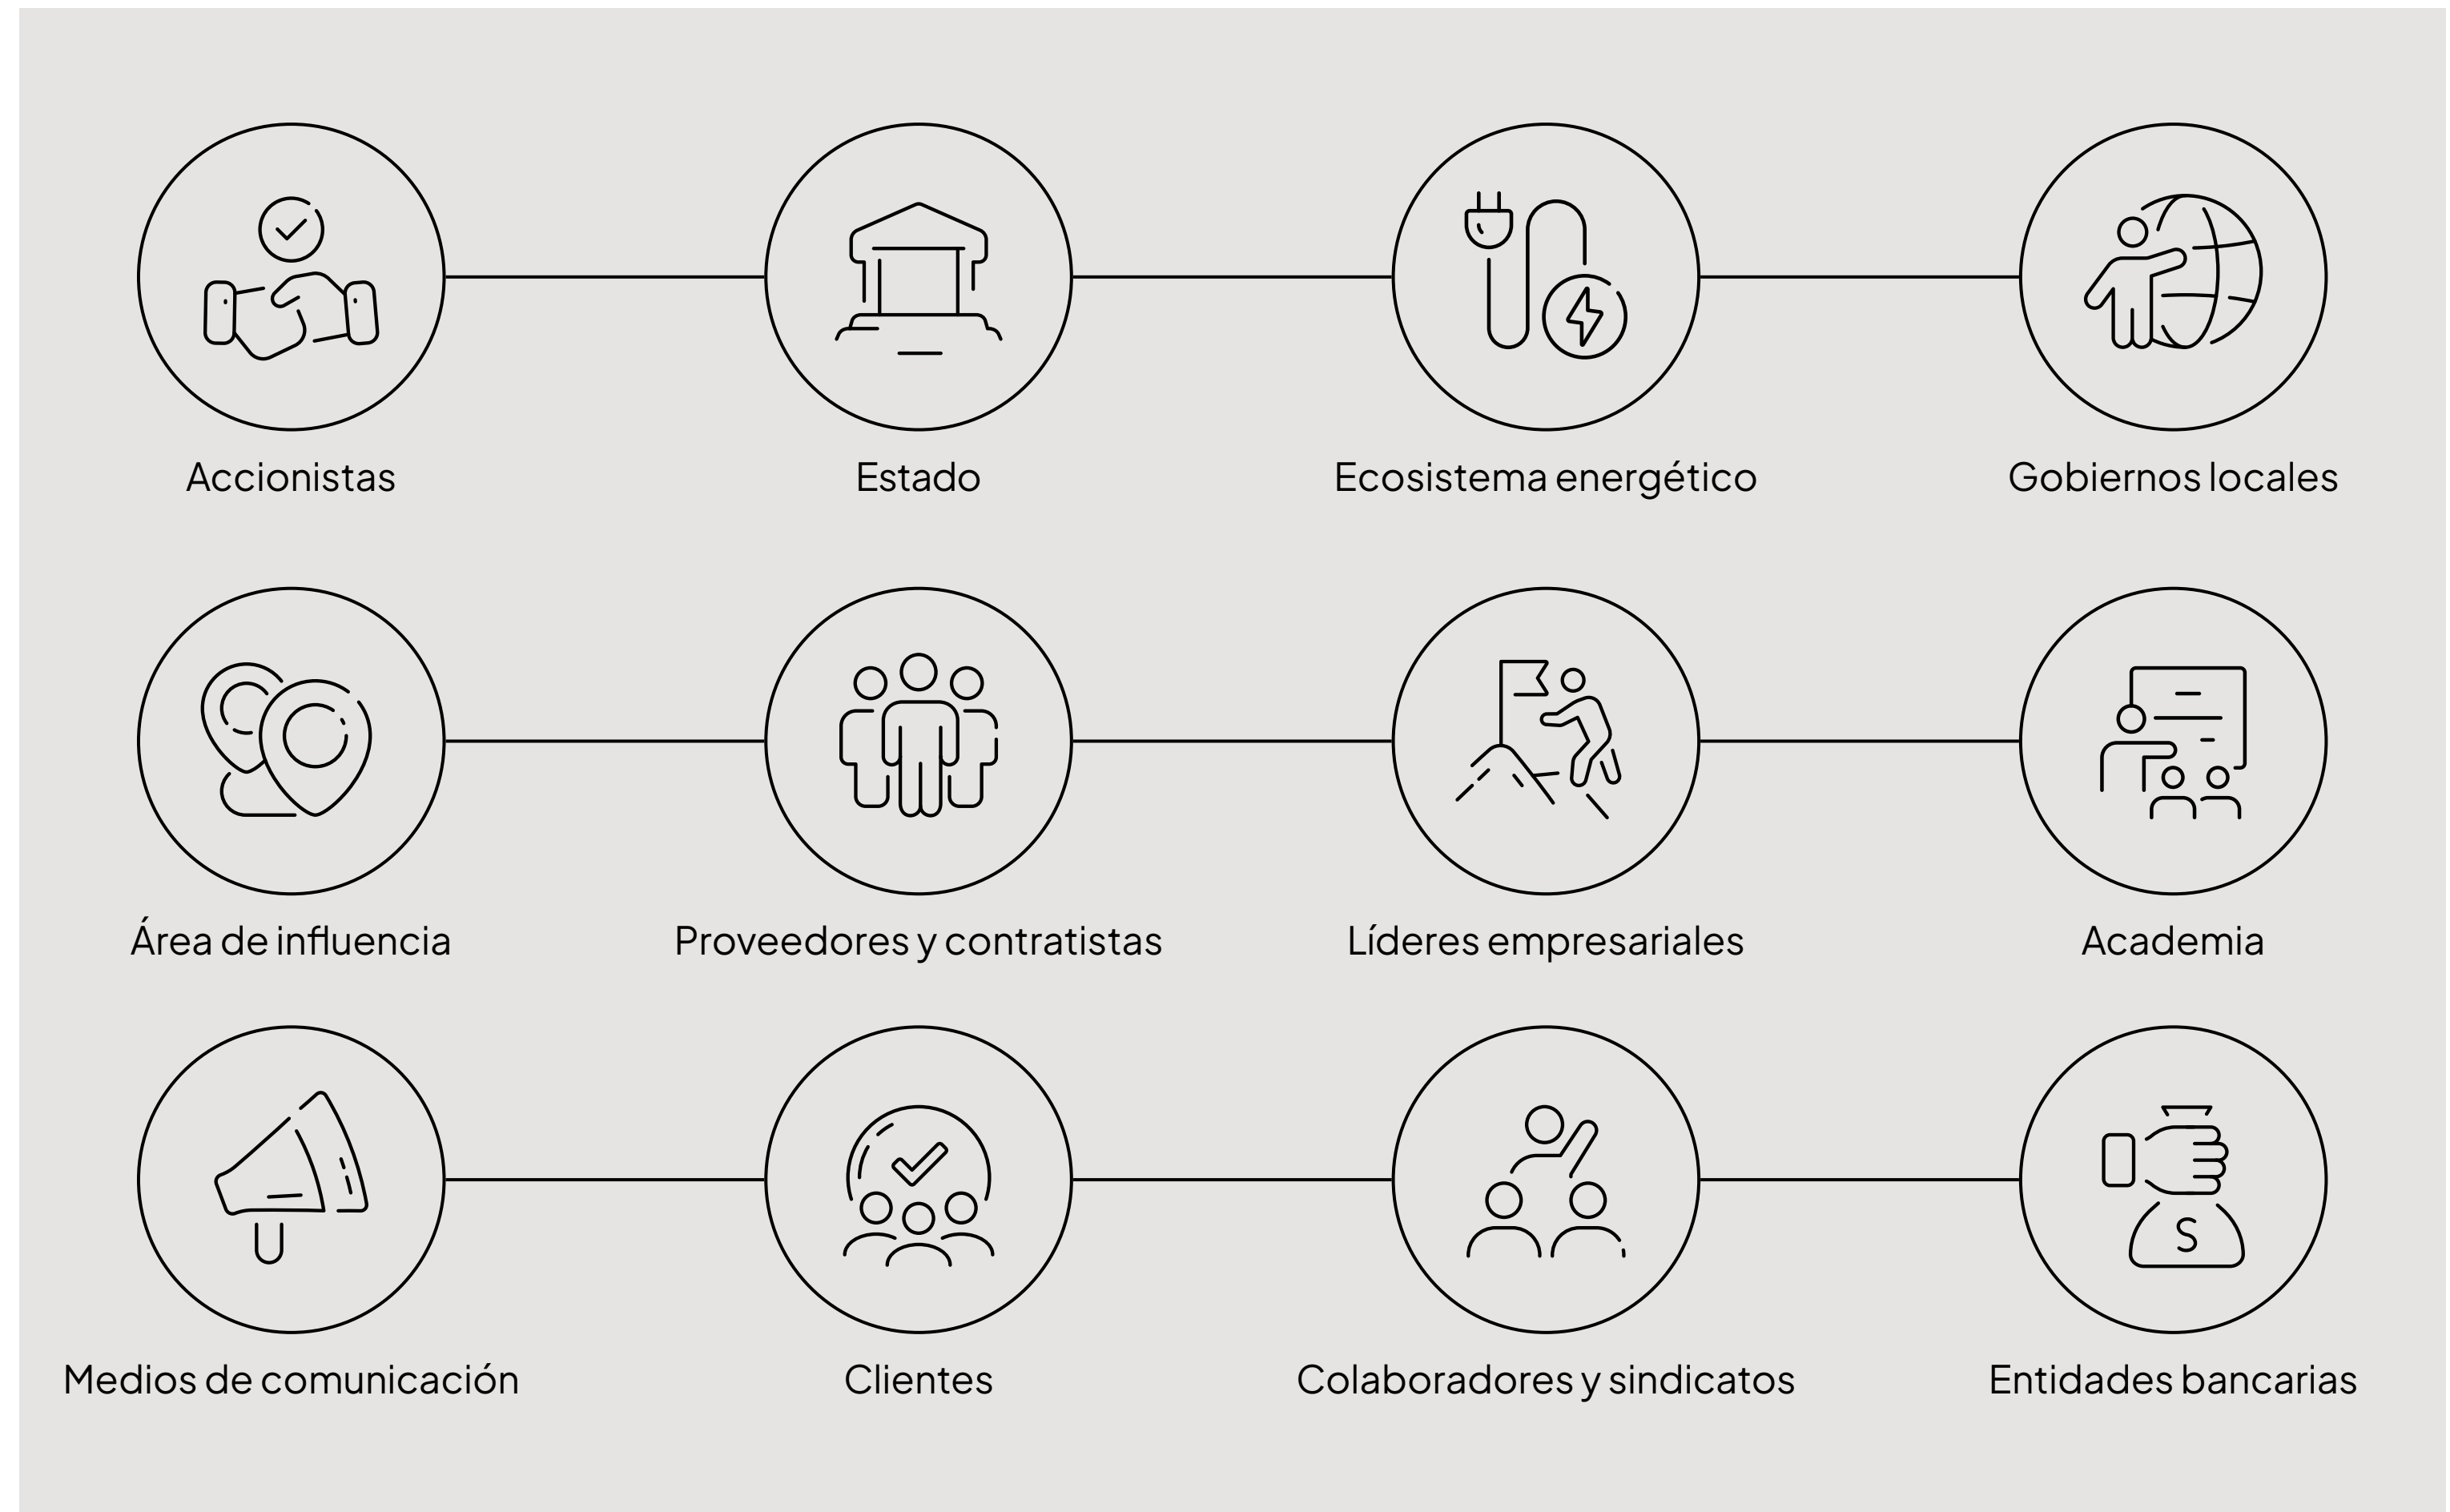 Accionistas
Estado
Ecosistema energético
Gobiernos locales
Área de influencia
Proveedores y contratistas
Líderes empresariales
Academia
Medios de comunicación
Clientes
Colaboradores y sindicatos
S
Entidades bancarias